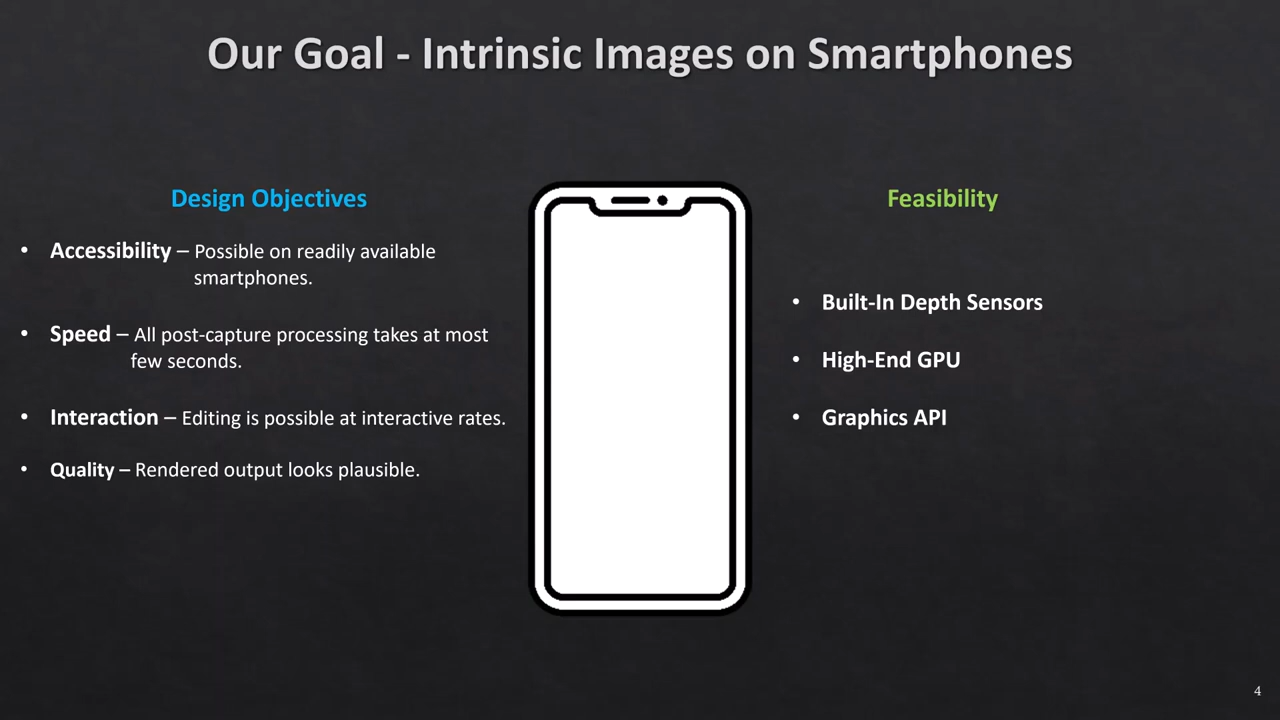 Our Goal - Intrinsic Images on Smartphones
Design Objectives
• Accessibility – Possible on readily available
smartphones.
• Speed – All post-capture processing takes at most
few seconds.
• Interaction – Editing is possible at interactive rates.
• Quality – Rendered output looks plausible.
Feasibility
• Built-In Depth Sensors
• High-End GPU
• Graphics API
4